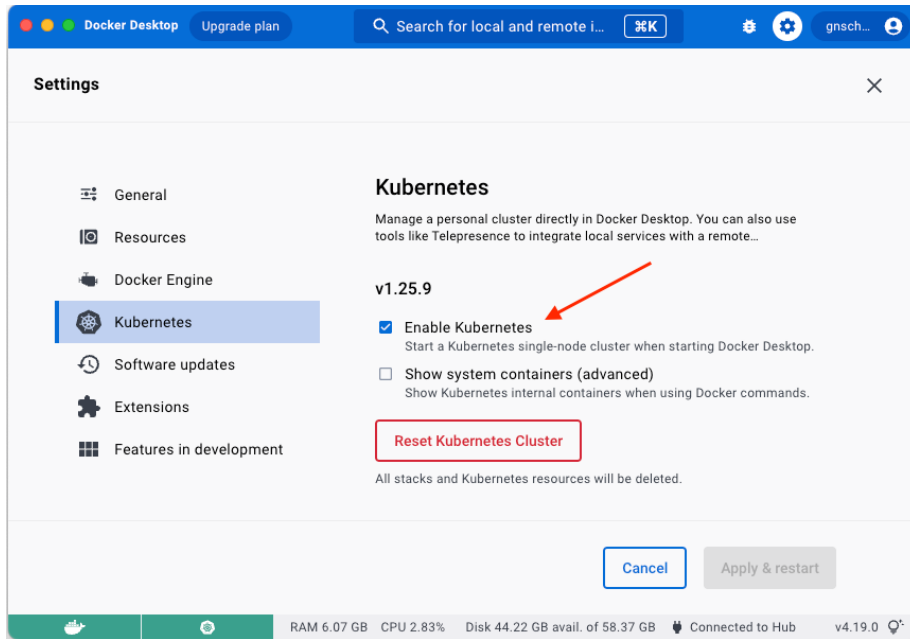 Docker Desktop
Upgrade plan
Search for local and remote i...
⌘K
gnsch...
Settings
General
Resources
Docker Engine
Kubernetes
Software updates
Extensions
Features in development
Kubernetes
Manage a personal cluster directly in Docker Desktop. You can also use
tools like Telepresence to integrate local services with a remote...
v1.25.9
Enable Kubernetes
Start a Kubernetes single-node cluster when starting Docker Desktop.
Show system containers (advanced)
Show Kubernetes internal containers when using Docker commands.
Reset Kubernetes Cluster
All stacks and Kubernetes resources will be deleted.
Cancel
Apply & restart
RAM 6.07 GB CPU 2.83% Disk 44.22 GB avail. of 58.37 GB Connected to Hub v4.19.0